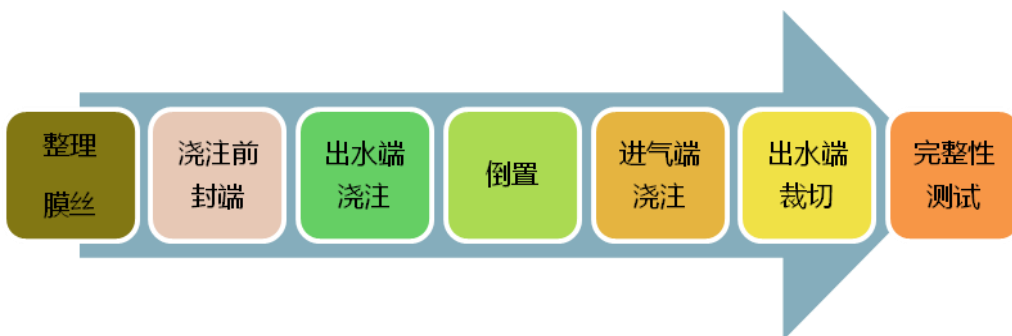 整理
膜丝
浇注前
封端
出水端
浇注
倒置
进气端
浇注
出水端
裁切
完整性
测试